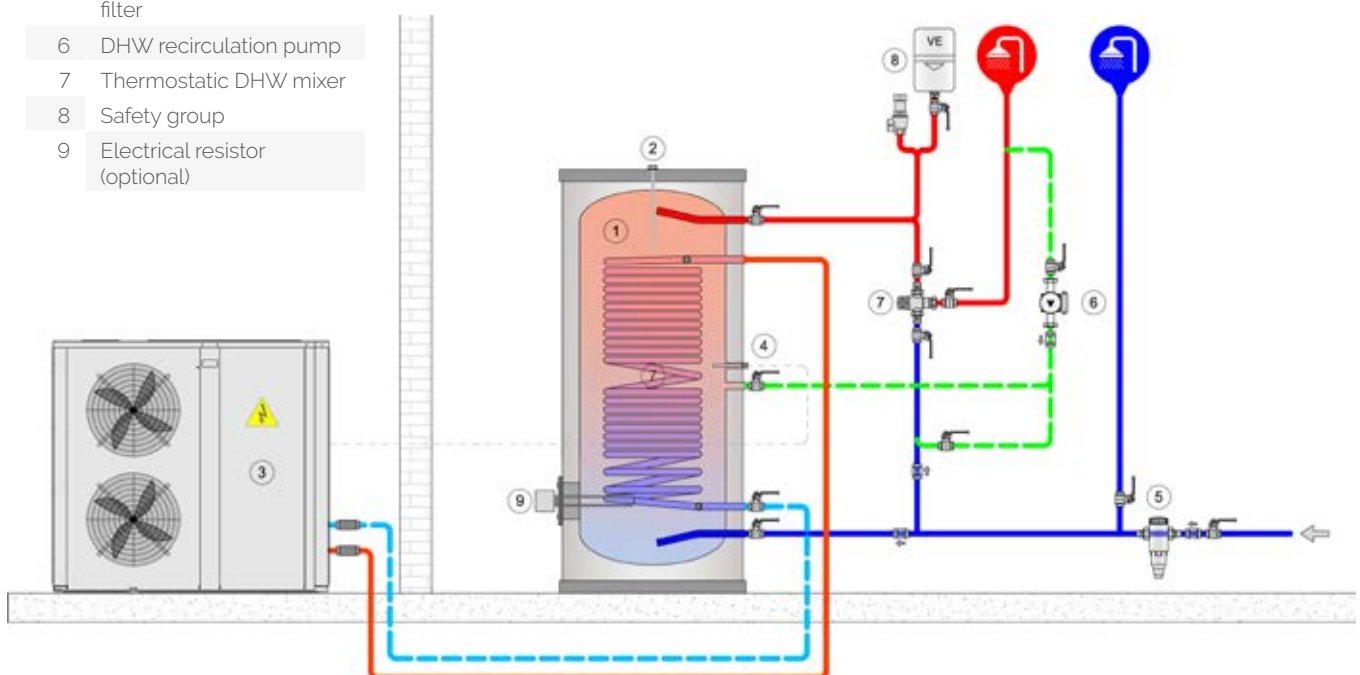 filter
6 DHW recirculation pump
7 Thermostatic DHW mixer
8 Safety group
9 Electrical resistor
(optional)
VE
8
2
1
7
6
4
7
3
9
5